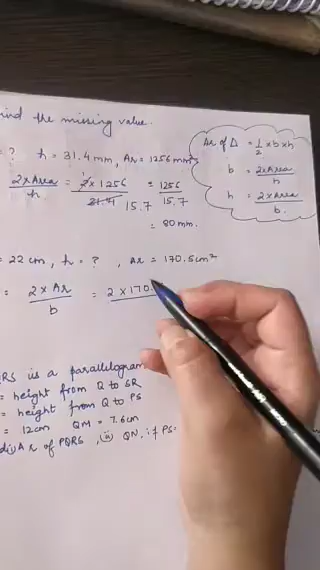 ind the missing value.
= ? h = 31.4 mm, Ar = 1256 mm²
2×Area / h = 2 × 1256 / 31.4 15.7 = 1256 / 15.7
= 80 mm.
Ar of Δ = 1/2 × b × h
b = 2×Area / h
h = 2×Area / b.
= 22 cm, h = ? , Ar = 170.5 cm²
= 2 × Ar / b = 2 × 170.
QRS is a parallelogram
= height from Q to SR
= height from Q to PS
= 12cm QM = 7.6cm
d (i) Ar of PQRS , (ii) QN, if PS=